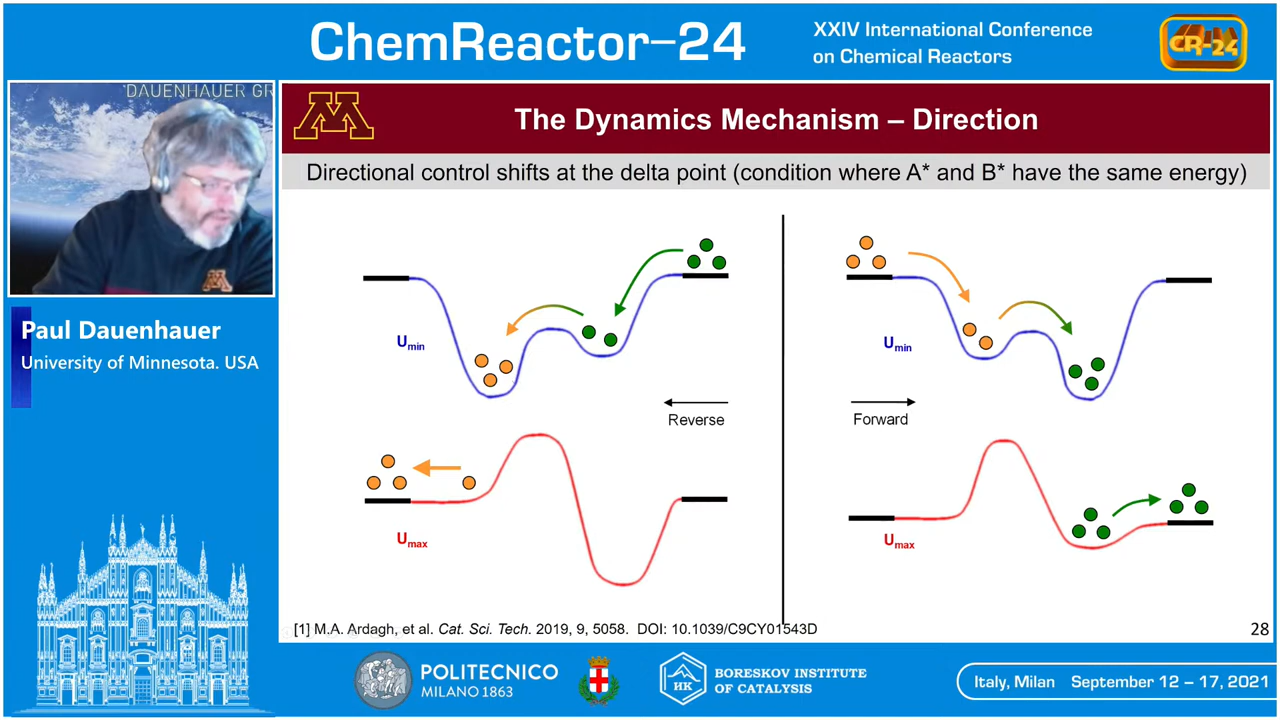 ChemReactor–24
XXIV International Conference
on Chemical Reactors
CR-24
DAUENHAUER GR
M
The Dynamics Mechanism – Direction
Directional control shifts at the delta point (condition where A* and B* have the same energy)
Paul Dauenhauer
University of Minnesota. USA
Umin
Reverse
Umax
Umin
Forward
Umax
[1] M.A. Ardagh, et al. Cat. Sci. Tech. 2019, 9, 5058. DOI: 10.1039/C9CY01543D
28
POLITECNICO
MILANO 1863
HK
BORESKOV INSTITUTE
OF CATALYSIS
Italy, Milan September 12 – 17, 2021